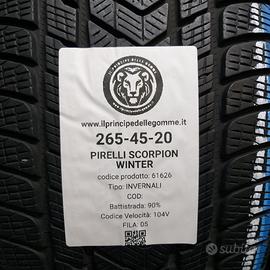 IL PRINCIPE DELLE GOMME
www.ilprincipedellegomme.it
265-45-20
PIRELLI SCORPION
WINTER
codice prodotto: 61626
Tipo: INVERNALI
COD:
Battistrada: 90%
Codice Velocità: 104V
FILA: 05
subito